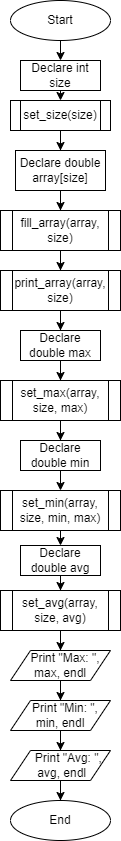 Start
Declare int
size
set_size(size)
Declare double
array[size]
fill_array(array,
size)
print_array(array,
size)
Declare
double max
set_max(array,
size, max)
Declare
double min
set_min(array,
size, min, max)
Declare
double avg
set_avg(array,
size, avg)
Print "Max: ",
max, endl
Print "Min: ",
min, endl
Print "Avg: ",
avg, endl
End